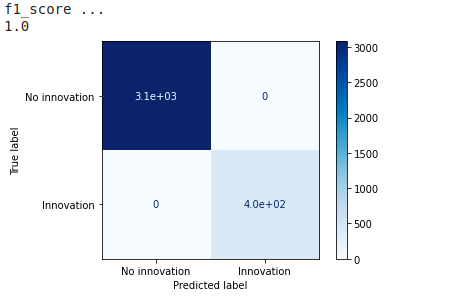 f1_score ...
1.0
No innovation
3.1e+03
0
Innovation
0
4.0e+02
No innovation
Innovation
Predicted label
True label
3000
2500
2000
1500
1000
500
0